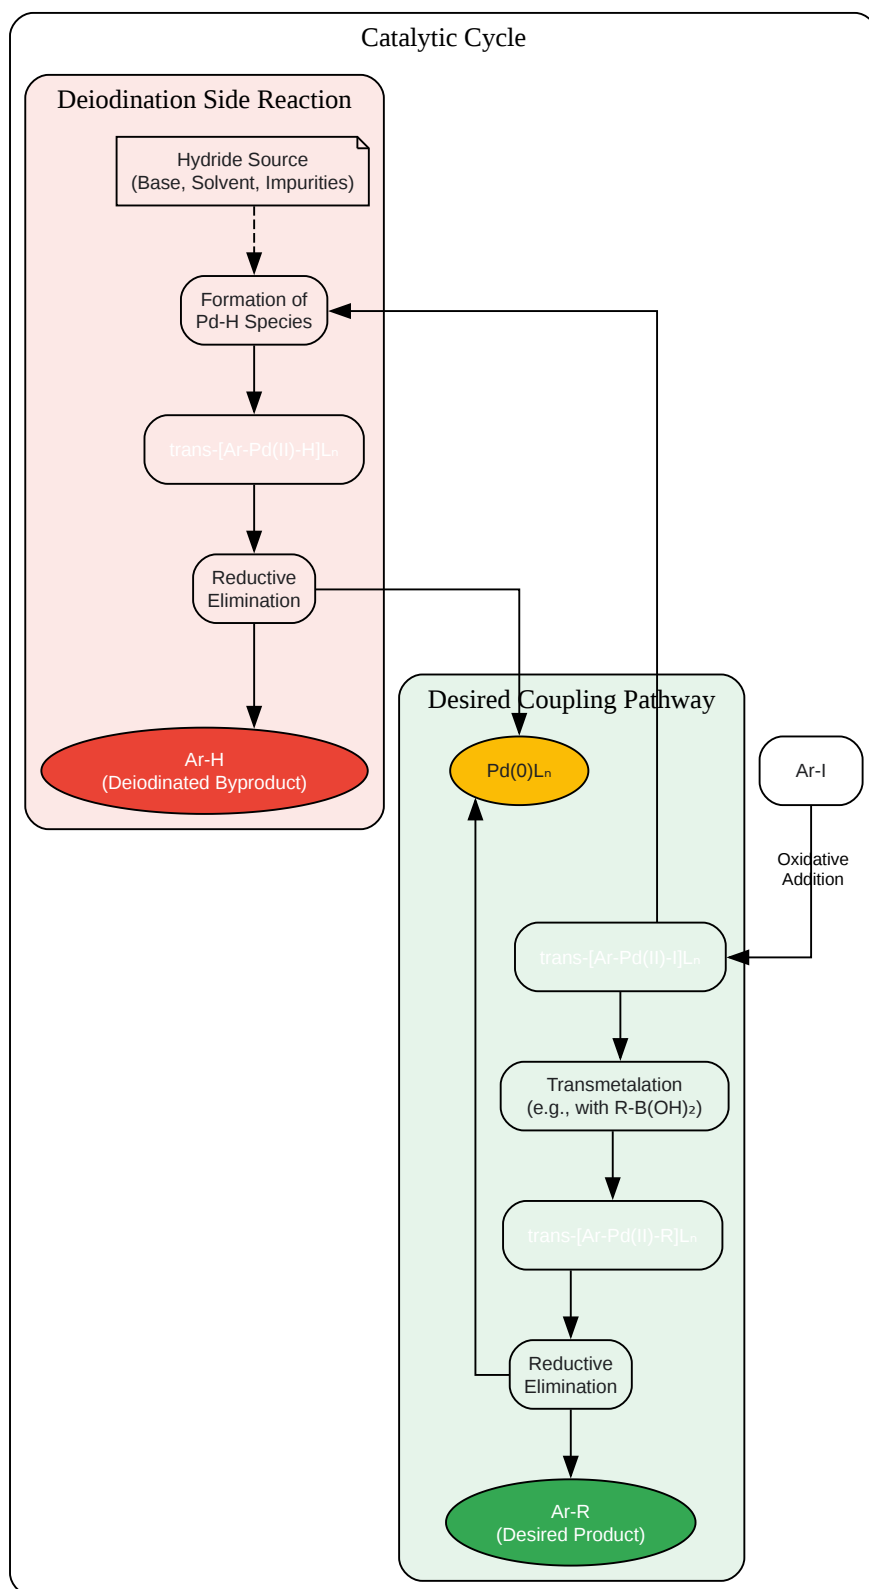 Catalytic Cycle
Deiodination Side Reaction
Hydride Source
(Base, Solvent, Impurities)
Formation of
Pd-H Species
trans-[Ar-Pd(II)-H]Lₙ
Reductive
Elimination
Ar-H
(Deiodinated Byproduct)
Desired Coupling Pathway
Pd(0)Lₙ
Ar-I
Oxidative
Addition
trans-[Ar-Pd(II)-I]Lₙ
Transmetalation
(e.g., with R-B(OH)₂)
trans-[Ar-Pd(II)-R]Lₙ
Reductive
Elimination
Ar-R
(Desired Product)